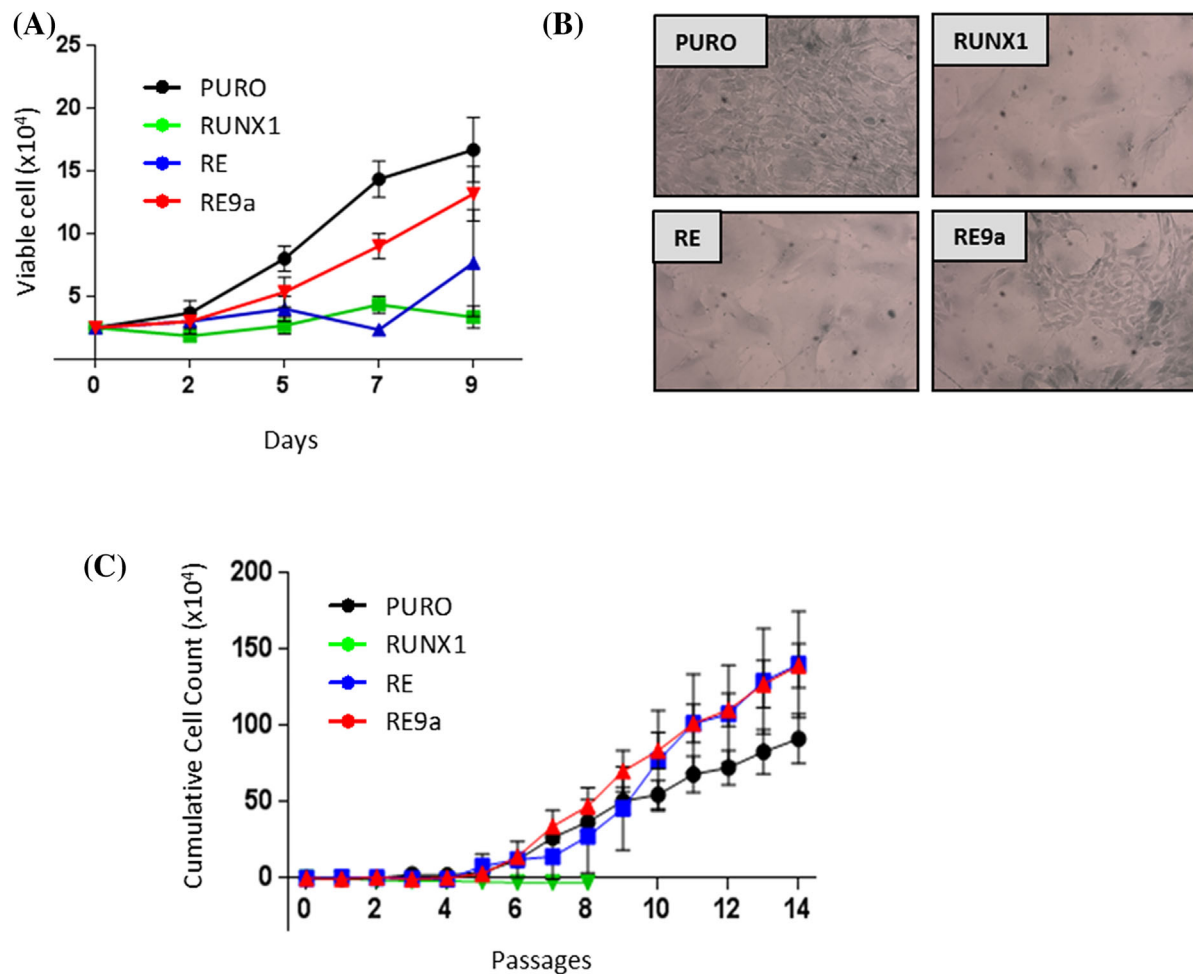 (A)
25
20
15
10
5
Viable cell (x10⁴)
PURO
RUNX1
RE
RE9a
0 2 5 7 9
Days
(B)
PURO
RUNX1
RE
RE9a
(C)
200
150
100
50
0
Cumulative Cell Count (x10⁴)
PURO
RUNX1
RE
RE9a
0 2 4 6 8 10 12 14
Passages